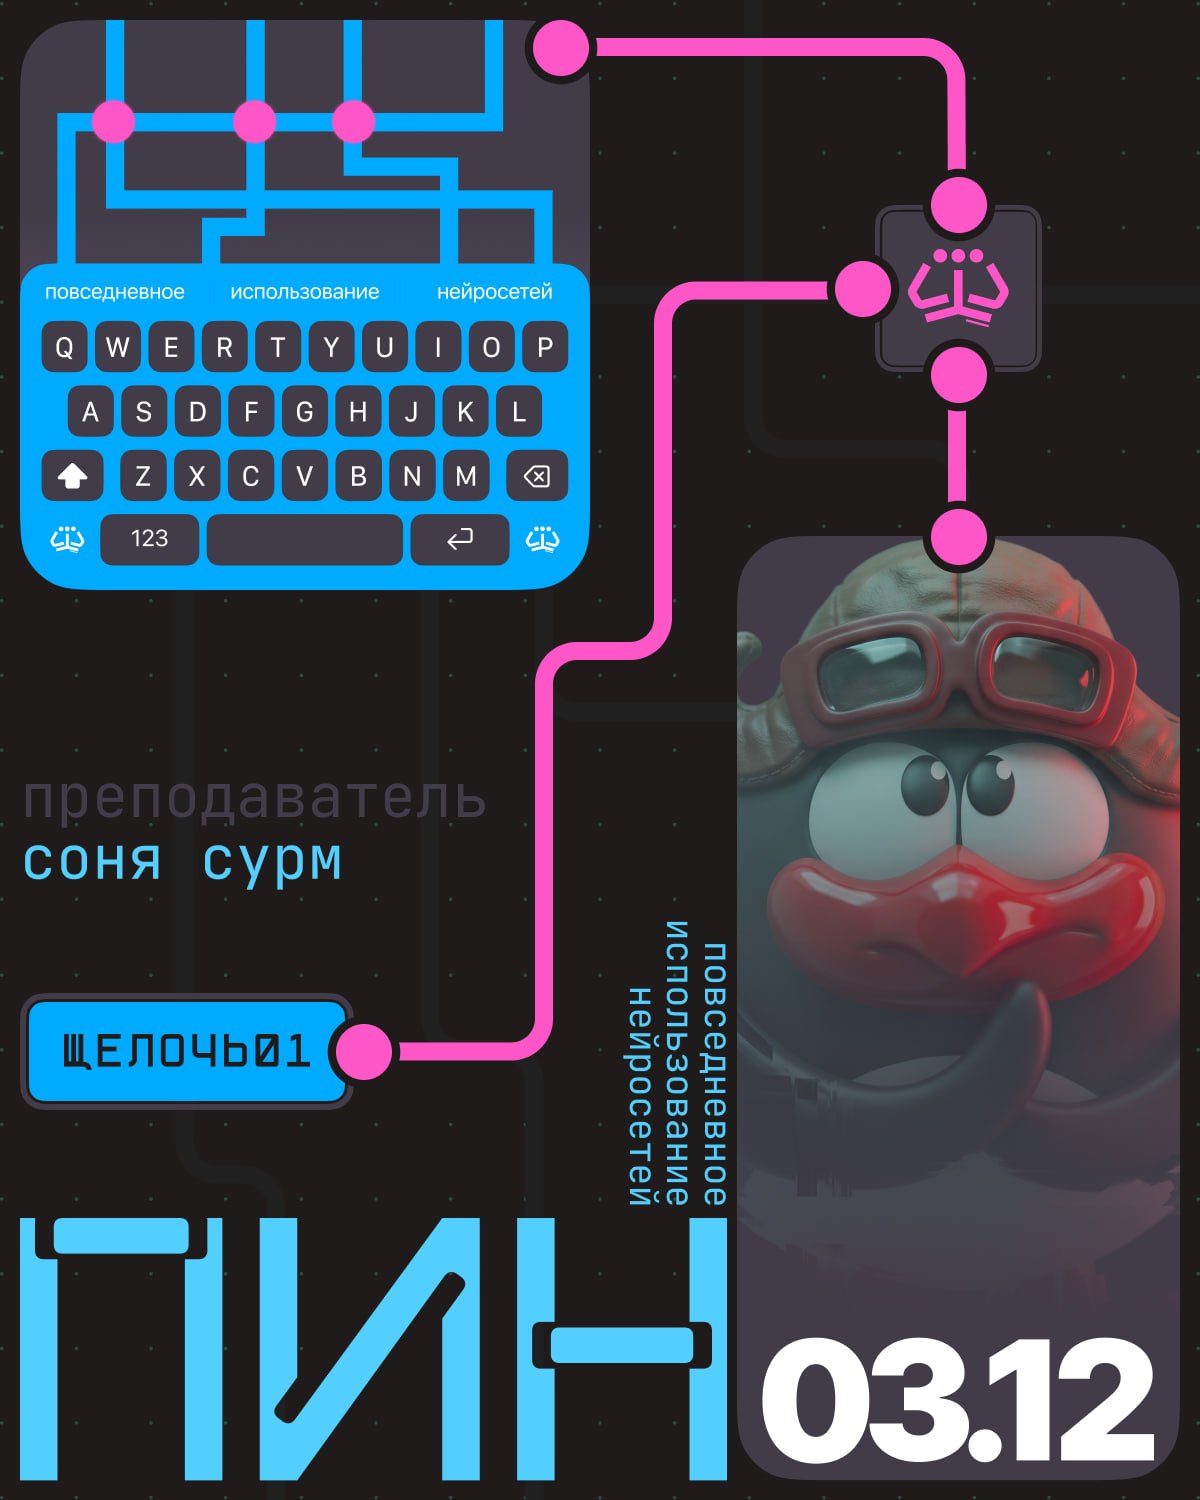 повседневное использование нейросетей
Q W E R T Y U I O P
A S D F G H J K L
Z X C V B N M
123
преподаватель
соня сурм
ЩЕЛОЧЬ01
повседневное
использование
нейросетей
ПИН
03.12